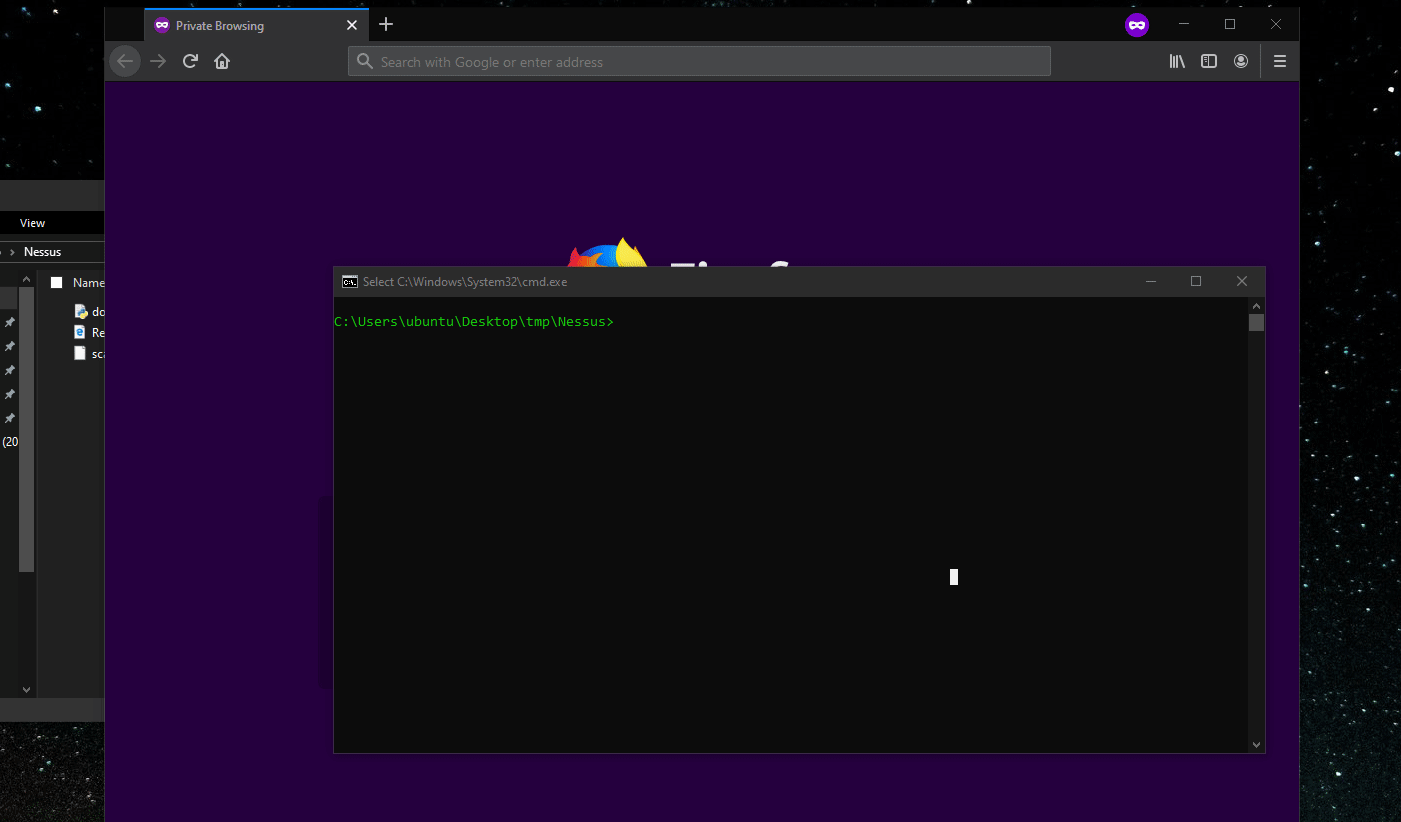 Private Browsing
Search with Google or enter address
View
Nessus
Name
Select C:\Windows\System32\cmd.exe
C:\Users\ubuntu\Desktop\tmp\Nessus>
do
Re
sca
(20